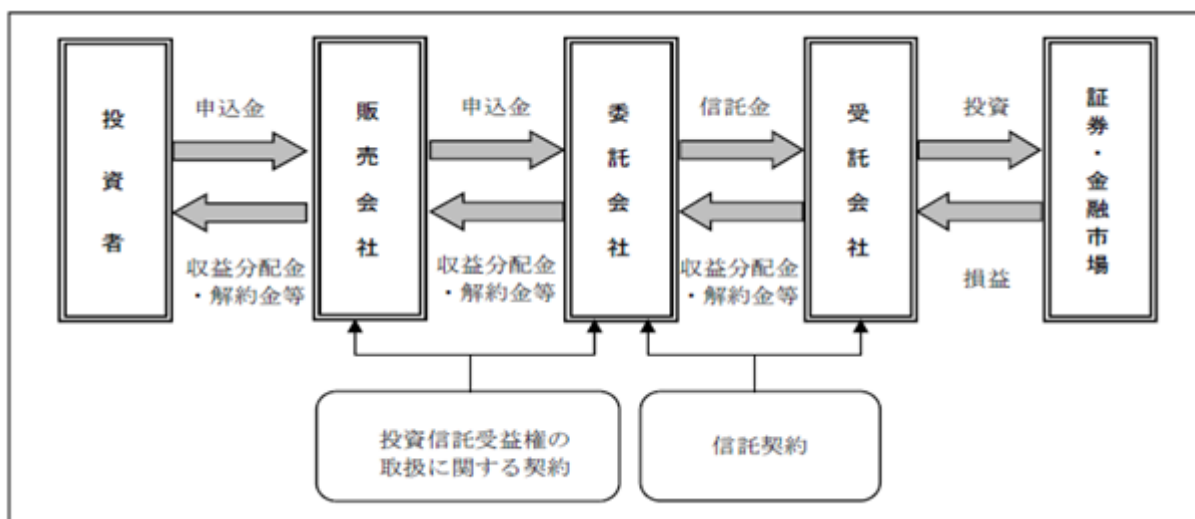 投資者
申込金
収益分配金
・解約金等
販売会社
申込金
収益分配金
・解約金等
委託会社
信託金
収益分配金
・解約金等
受託会社
投資
損益
証券・金融市場
投資信託受益権の
取扱に関する契約
信託契約